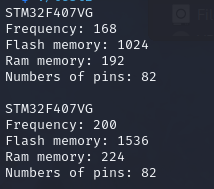 STM32F407VG
Frequency: 168
Flash memory: 1024
Ram memory: 192
Numbers of pins: 82
STM32F407VG
Frequency: 200
Flash memory: 1536
Ram memory: 224
Numbers of pins: 82